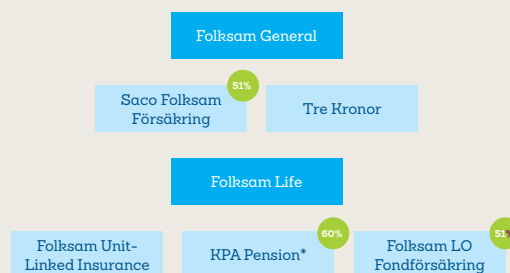 Folksam General
51%
Saco Folksam
Försäkring
Tre Kronor
Folksam Life
60%
51%
Folksam Unit-
Linked Insurance
KPA Pension*
Folksam LO
Fondförsäkring